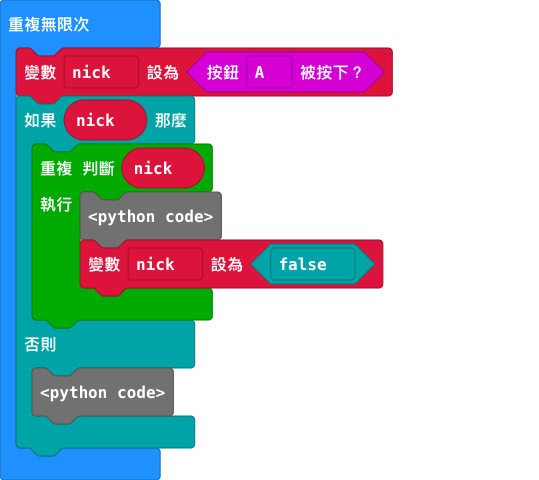 重複無限次
變數 nick 設為 按鈕 A 被按下？
如果 nick 那麼
重複 判斷 nick
執行
<python code>
變數 nick 設為 false
否則
<python code>